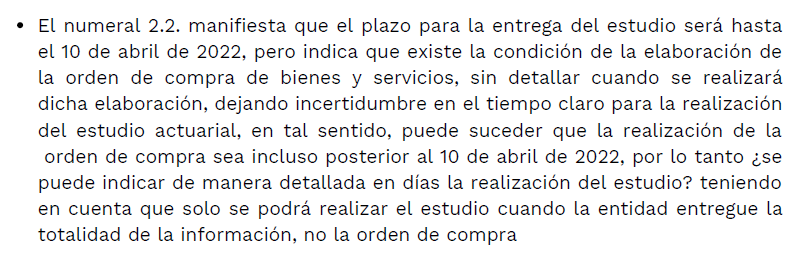 • El numeral 2.2. manifiesta que el plazo para la entrega del estudio será hasta
el 10 de abril de 2022, pero indica que existe la condición de la elaboración de
la orden de compra de bienes y servicios, sin detallar cuando se realizará
dicha elaboración, dejando incertidumbre en el tiempo claro para la realización
del estudio actuarial, en tal sentido, puede suceder que la realización de la
orden de compra sea incluso posterior al 10 de abril de 2022, por lo tanto ¿se
puede indicar de manera detallada en días la realización del estudio? teniendo
en cuenta que solo se podrá realizar el estudio cuando la entidad entregue la
totalidad de la información, no la orden de compra